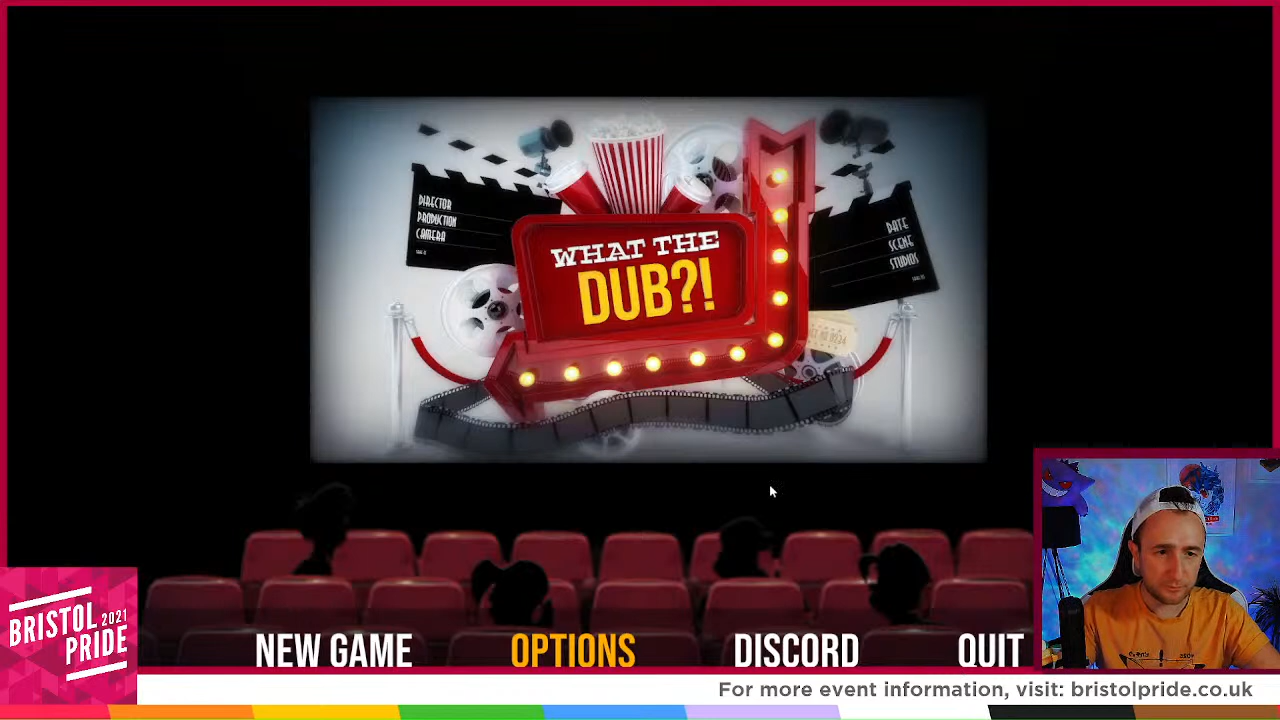 DIRECTOR
PRODUCTION
CAMERA
DATE
SCENE
STUDIOS
WHAT THE
DUB?!
BRISTOL 2021
PRIDE
NEW GAME
OPTIONS
DISCORD
QUIT
For more event information, visit: bristolpride.co.uk